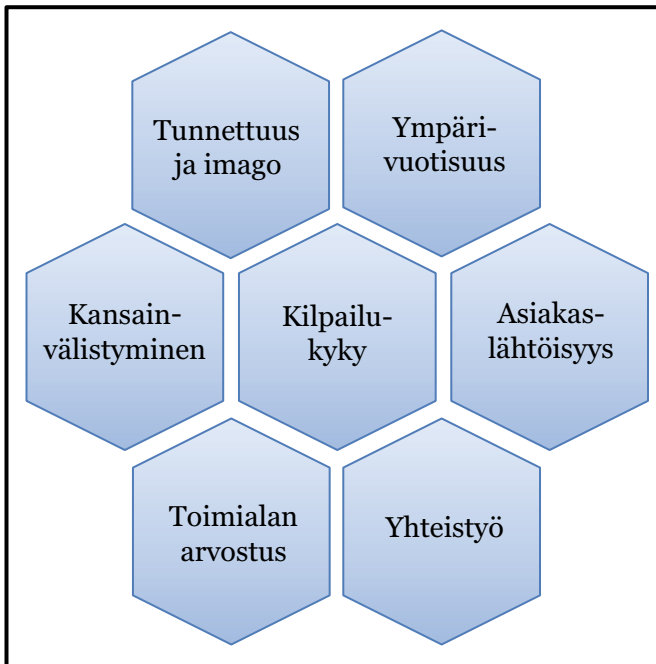 Tunnettuus
ja imago
Ympäri-
vuotisuus
Kansain-
välistyminen
Kilpailu-
kyky
Asiakas-
lähtöisyys
Toimialan
arvostus
Yhteistyö